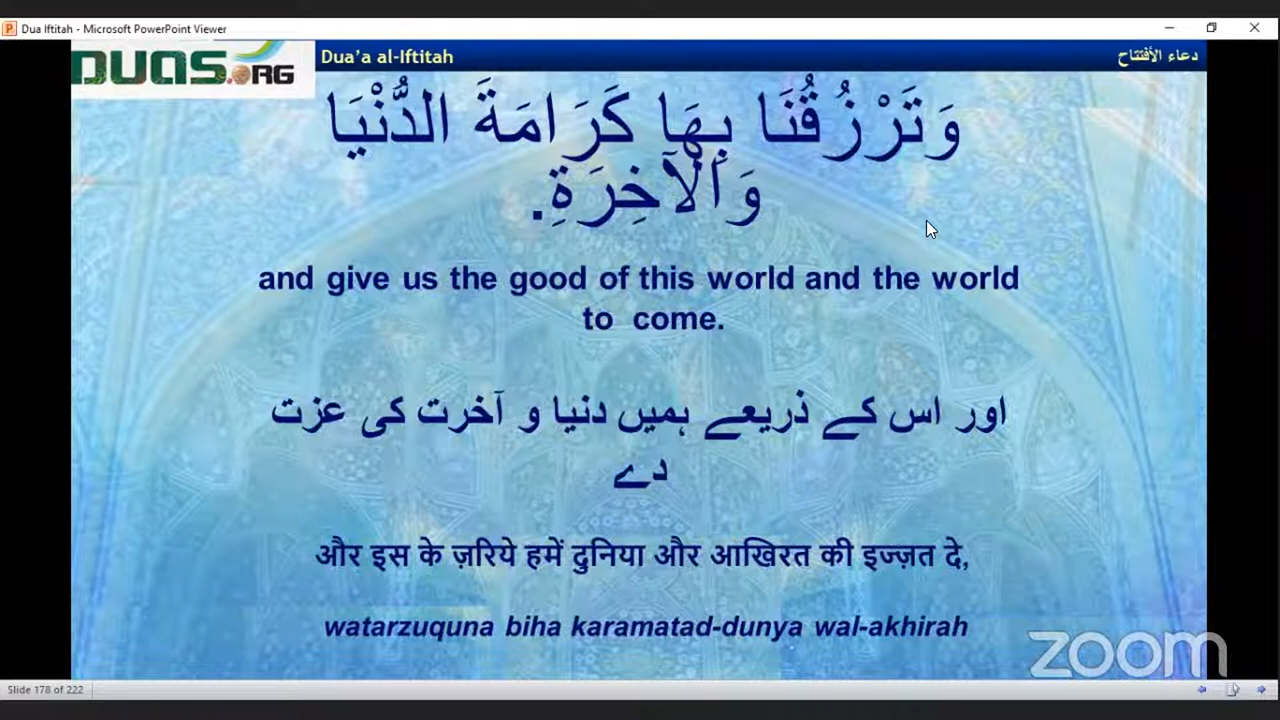 Dua Iftitah - Microsoft PowerPoint Viewer
DUAS.ORG
Dua'a al-Iftitah
دعاء الأفتتاح
وَتَرْزُقُنَا بِهَا كَرَامَةَ الدُّنْيَا
وَالْآخِرَةِ.
and give us the good of this world and the world
to come.
اور اس کے ذریعے ہمیں دنیا و آخرت کی عزت
دے
और इस के ज़रिये हमें दुनिया और आखिरत की इज्ज़त दे,
watarzuquna biha karamatad-dunya wal-akhirah
zoom
Slide 178 of 222